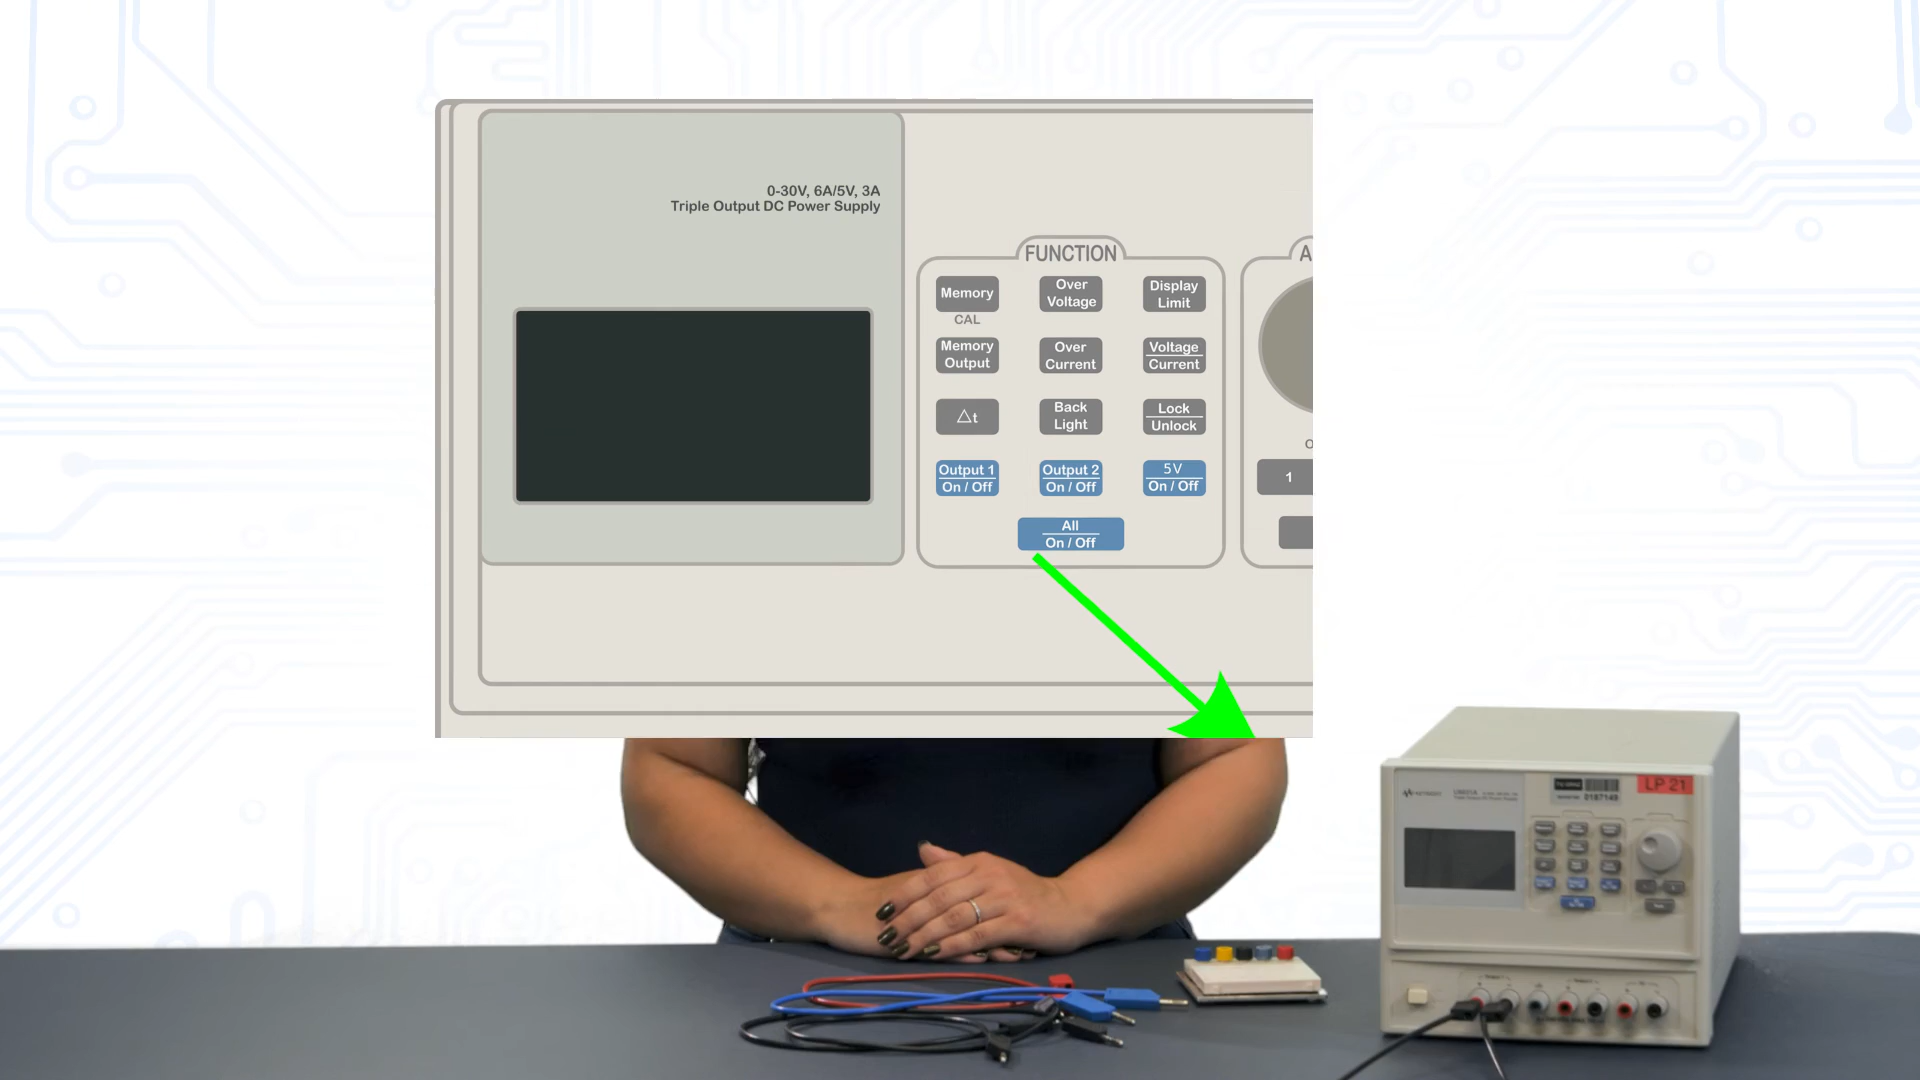 0-30V, 6A/5V, 3A
Triple Output DC Power Supply
FUNCTION
A
Memory
Over
Voltage
Display
Limit
CAL
Memory
Output
Over
Current
Voltage
Current
△t
Back
Light
Lock
Unlock
O
Output 1
On / Off
Output 2
On / Off
5V
On / Off
1
All
On / Off
LP 21
0187149